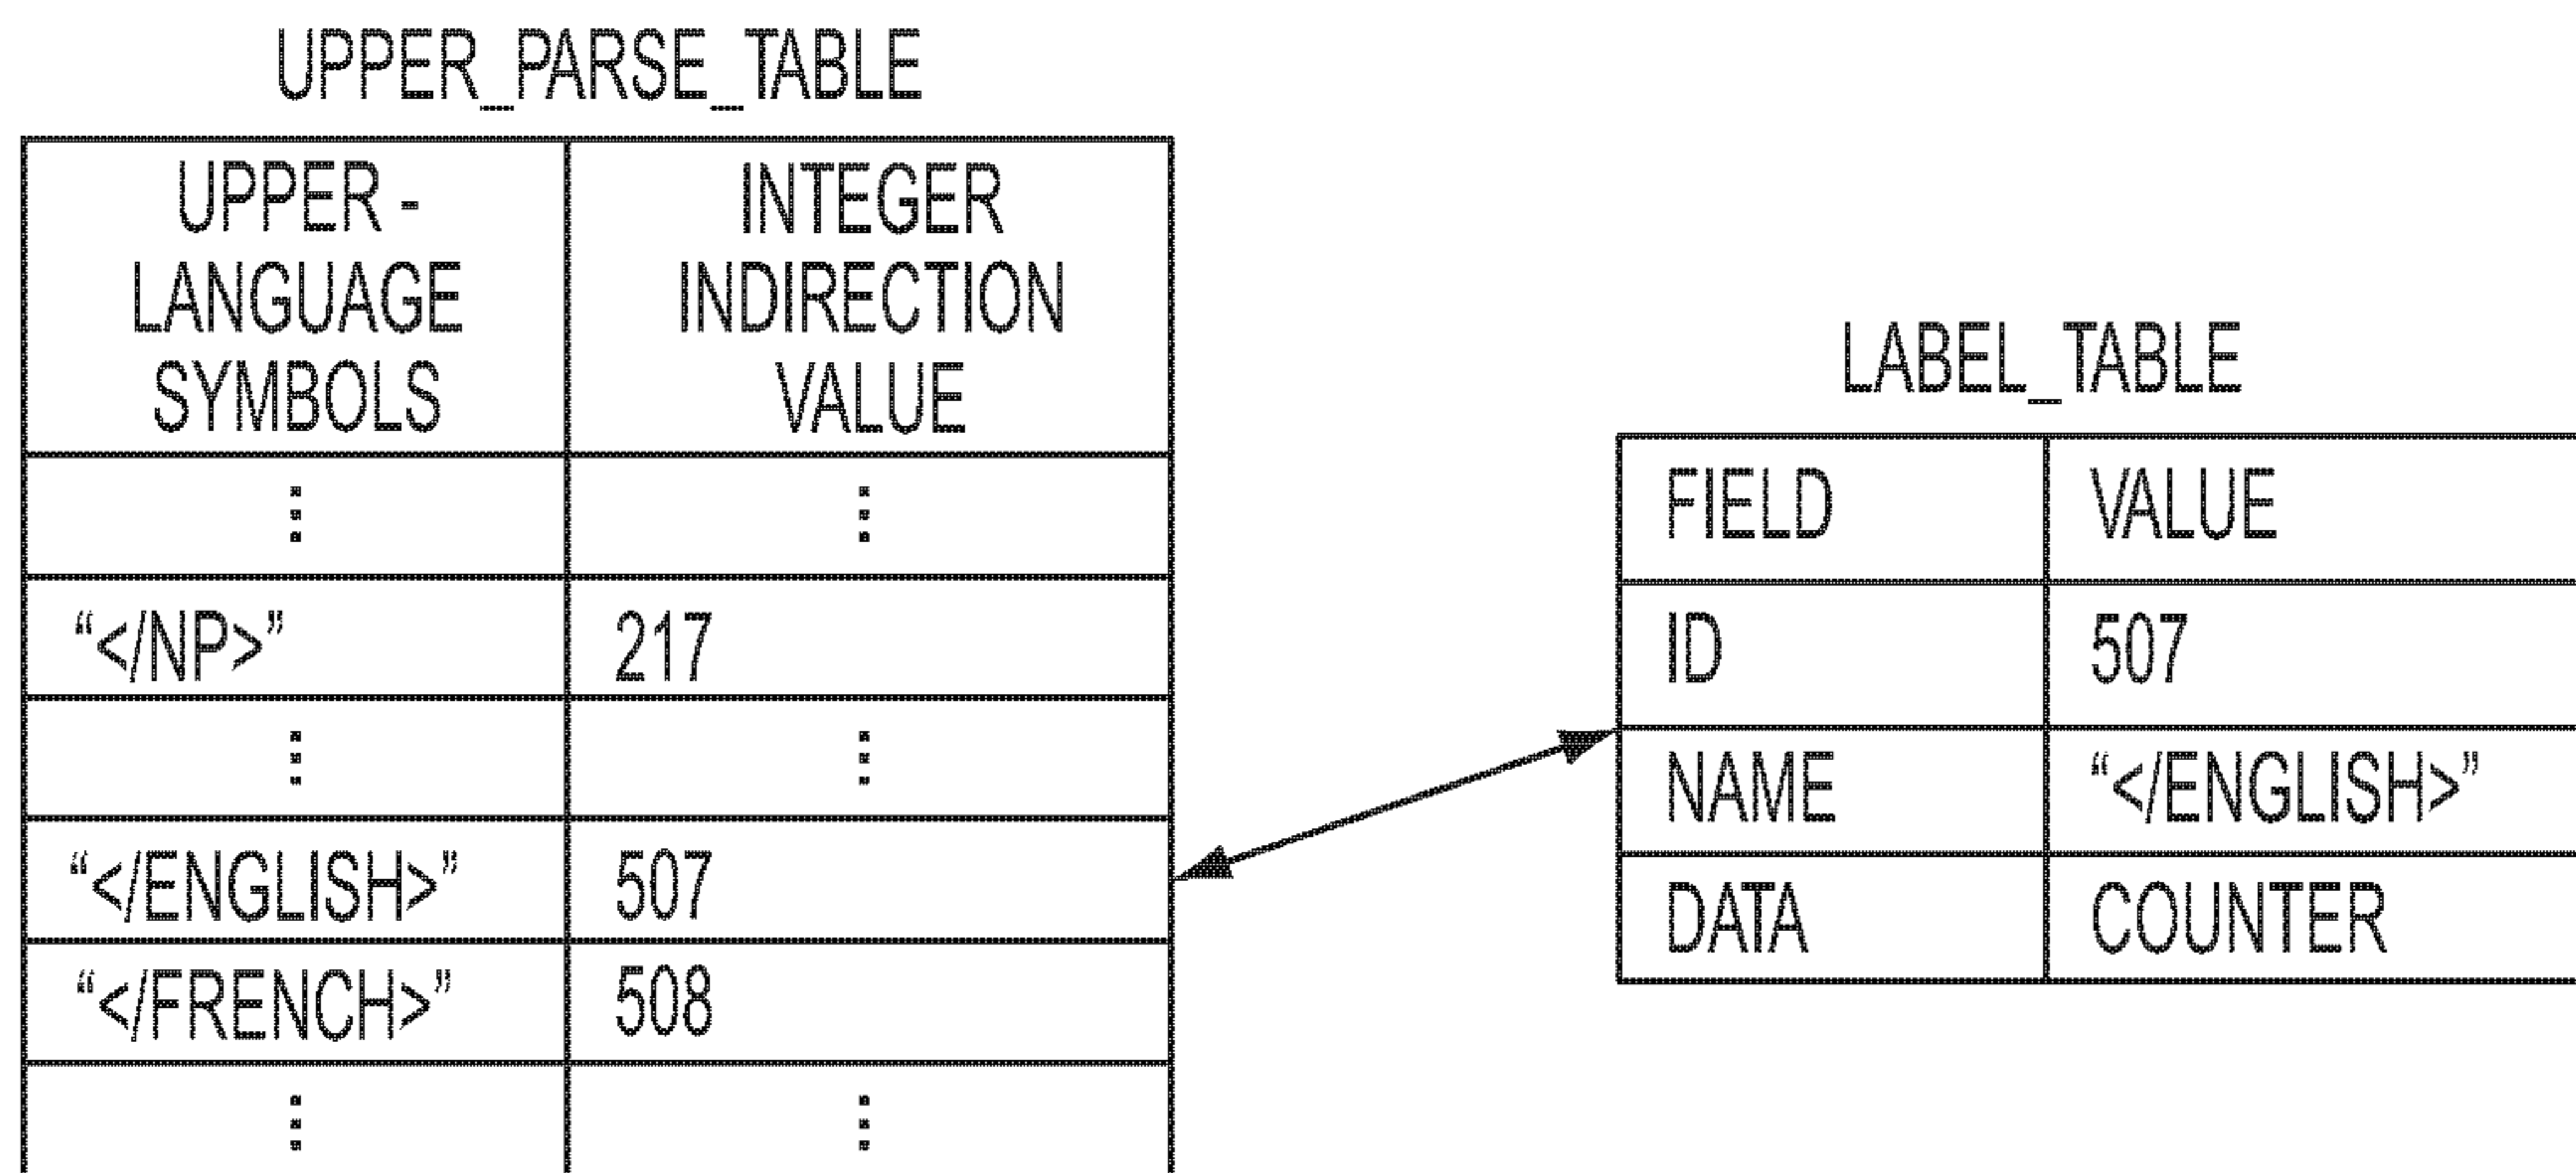 UPPER_PARSE_TABLE
UPPER-
LANGUAGE
SYMBOLS
INTEGER
INDIRECTION
VALUE
⋮ ⋮
“</NP>” 217
⋮ ⋮
“</ENGLISH>” 507
“</FRENCH>” 508
⋮ ⋮
LABEL_TABLE
FIELD VALUE
ID 507
NAME “</ENGLISH>”
DATA COUNTER